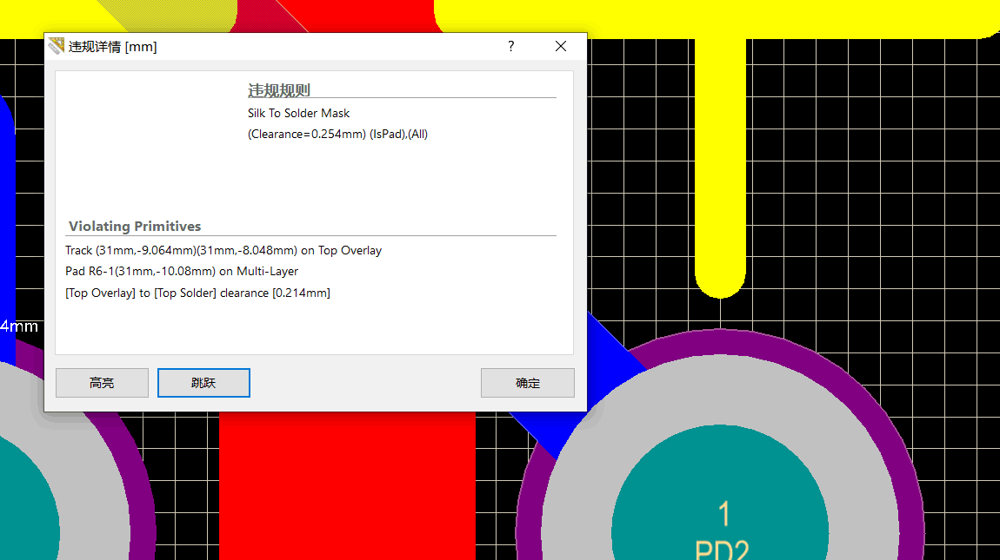 违规详情 [mm]
?
违规规则
Silk To Solder Mask
(Clearance=0.254mm) (IsPad),(All)
Violating Primitives
Track (31mm,-9.064mm)(31mm,-8.048mm) on Top Overlay
Pad R6-1(31mm,-10.08mm) on Multi-Layer
[Top Overlay] to [Top Solder] clearance [0.214mm]
4mm
高亮
跳跃
确定
1
PD2